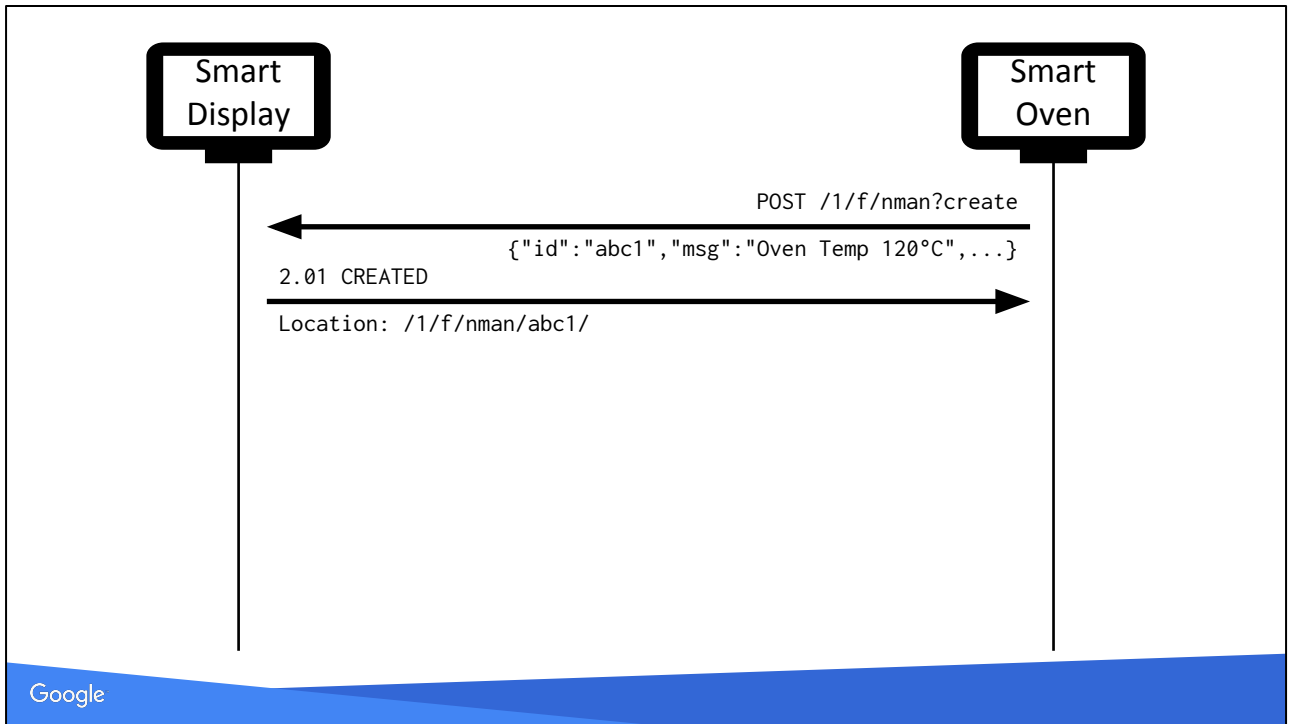 Smart
Display
Smart
Oven
POST /1/f/nman?create
{"id":"abc1","msg":"Oven Temp 120°C",...}
2.01 CREATED
Location: /1/f/nman/abc1/
Google